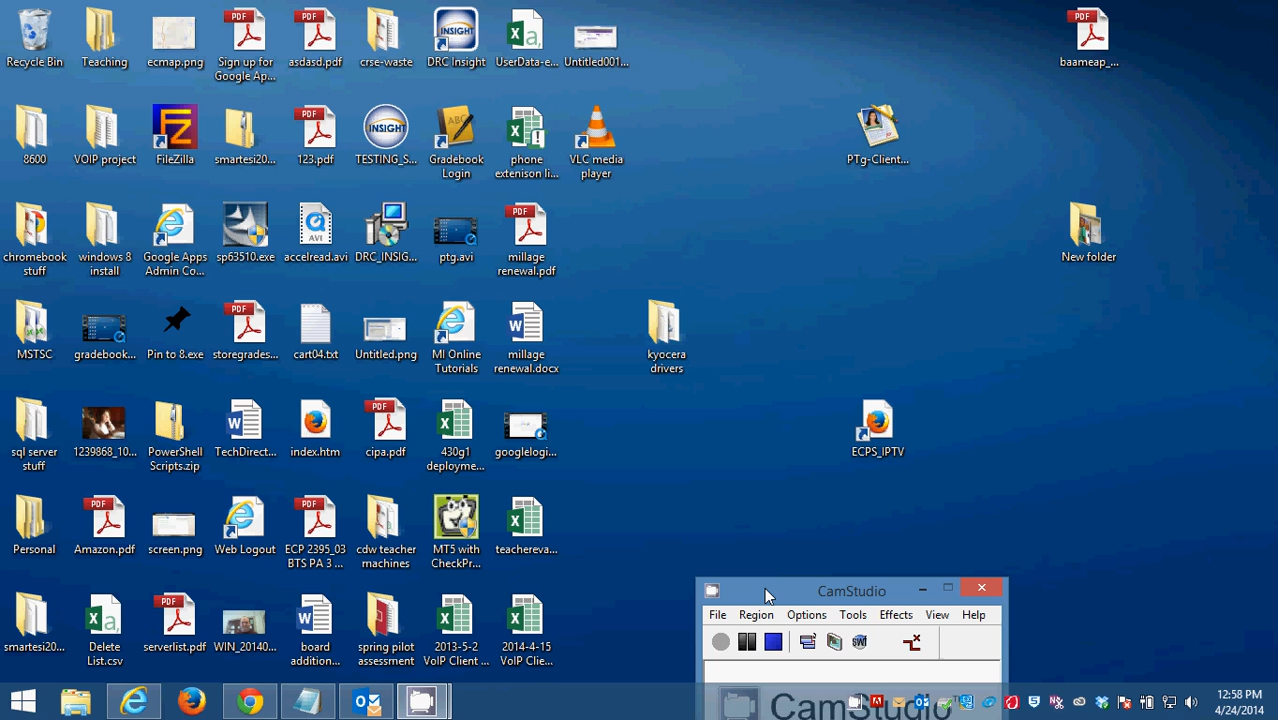 Recycle Bin
Teaching
ecmap.png
Sign up for
Google Ap...
asdasd.pdf
crse-waste
DRC Insight
UserData-e...
Untitled001...
baameap_...
8600
VOIP project
FileZilla
smartesi20...
123.pdf
TESTING_S...
Gradebook
Login
phone
extenison li...
VLC media
player
PTg-Client...
chromebook
stuff
windows 8
install
Google Apps
Admin Co...
sp63510.exe
accelread.avi
DRC_INSIG...
ptg.avi
millage
renewal.pdf
New folder
MSTSC
gradebook...
Pin to 8.exe
storegrades...
cart04.txt
Untitled.png
MI Online
Tutorials
millage
renewal.docx
kyocera
drivers
sql server
stuff
1239868_10...
PowerShell
Scripts.zip
TechDirect...
index.htm
cipa.pdf
430g1
deployme...
googlelogi...
ECPS_IPTV
Personal
Amazon.pdf
screen.png
Web Logout
ECP 2395_03
BTS PA 3 ...
cdw teacher
machines
MT5 with
CheckPr...
teachereva...
smartesi20...
Delete
List.csv
serverlist.pdf
WIN_20140...
board
addition...
spring pilot
assessment
2013-5-2
VoIP Client ...
2014-4-15
VoIP Clie...
CamStudio
File Region Options Tools Effects View Help
CamStudio
12:58 PM
4/24/2014